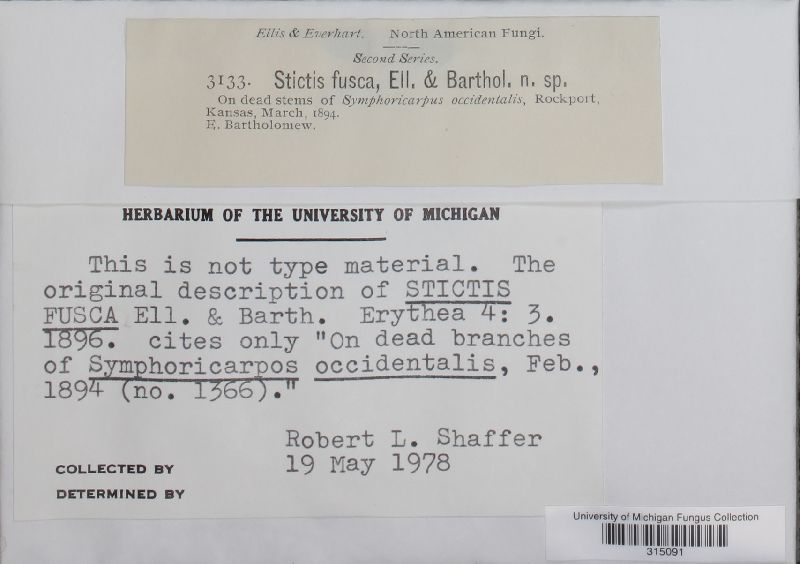 Ellis & Everhart. North American Fungi.
Second Series.
3133. Stictis fusca, Ell. & Barthol. n. sp.
On dead stems of Symphoricarpus occidentalis, Rockport,
Kansas, March, 1894.
E. Bartholomew.
HERBARIUM OF THE UNIVERSITY OF MICHIGAN
This is not type material. The
original description of STICTIS
FUSCA Ell. & Barth. Erythea 4: 3.
1896. cites only "On dead branches
of Symphoricarpos occidentalis, Feb.,
1894 (no. 1366)."
Robert L. Shaffer
19 May 1978
COLLECTED BY
DETERMINED BY
University of Michigan Fungus Collection
315091